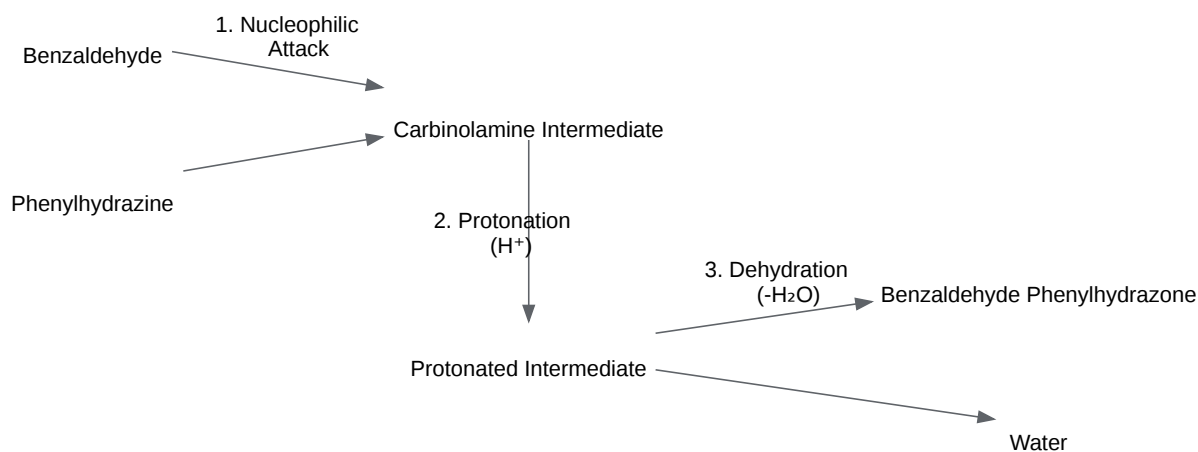 1. Nucleophilic
Attack
Benzaldehyde
Carbinolamine Intermediate
Phenylhydrazine
2. Protonation
(H⁺)
3. Dehydration
(-H₂O)
Benzaldehyde Phenylhydrazone
Protonated Intermediate
Water